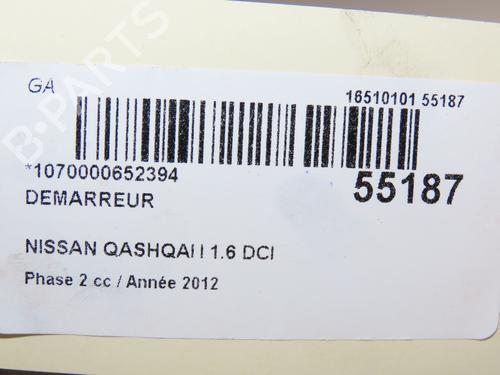 GA
16510101 55187
*1070000652394
55187
DEMARREUR
NISSAN QASHQAI I 1.6 DCI
Phase 2 cc / Année 2012
B-PARTS